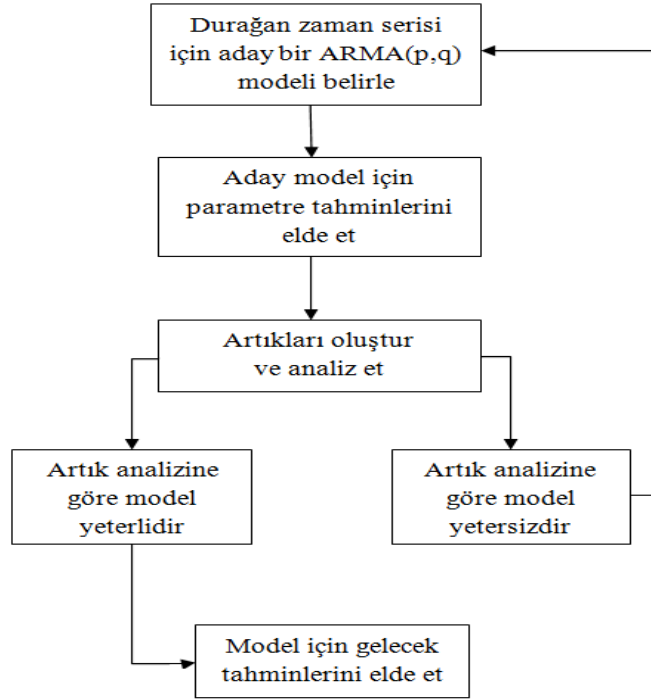 Durağan zaman serisi
için aday bir ARMA(p,q)
modeli belirle
Aday model için
parametre tahminlerini
elde et
Artıkları oluştur
ve analiz et
Artık analizine
göre model
yeterlidir
Artık analizine
göre model
yetersizdir
Model için gelecek
tahminlerini elde et